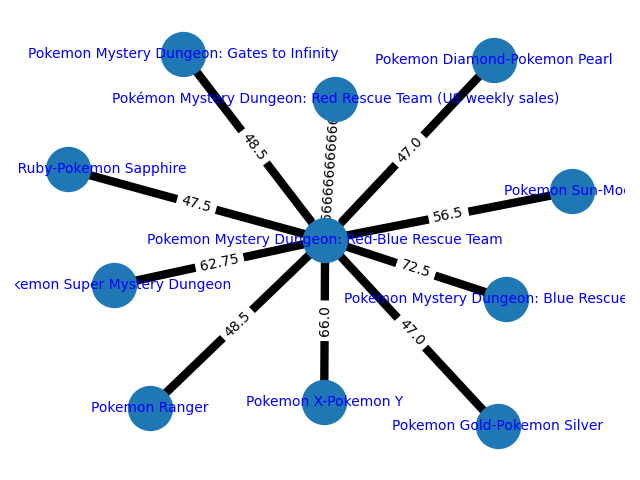 Pokemon Mystery Dungeon: Gates to Infinity
Pokemon Diamond-Pokemon Pearl
Pokémon Mystery Dungeon: Red Rescue Team (US weekly sales)
48.5
47.0
Ruby-Pokemon Sapphire
47.5
56.5
Pokemon Sun-
Pokemon Mystery Dungeon: Red-Blue Rescue Team
62.75
72.5
Super Mystery Dungeon
Pokemon Mystery Dungeon: Blue Rescue
48.5
66.0
47.0
Pokemon Ranger
Pokemon X-Pokemon Y
Pokemon Gold-Pokemon Silver